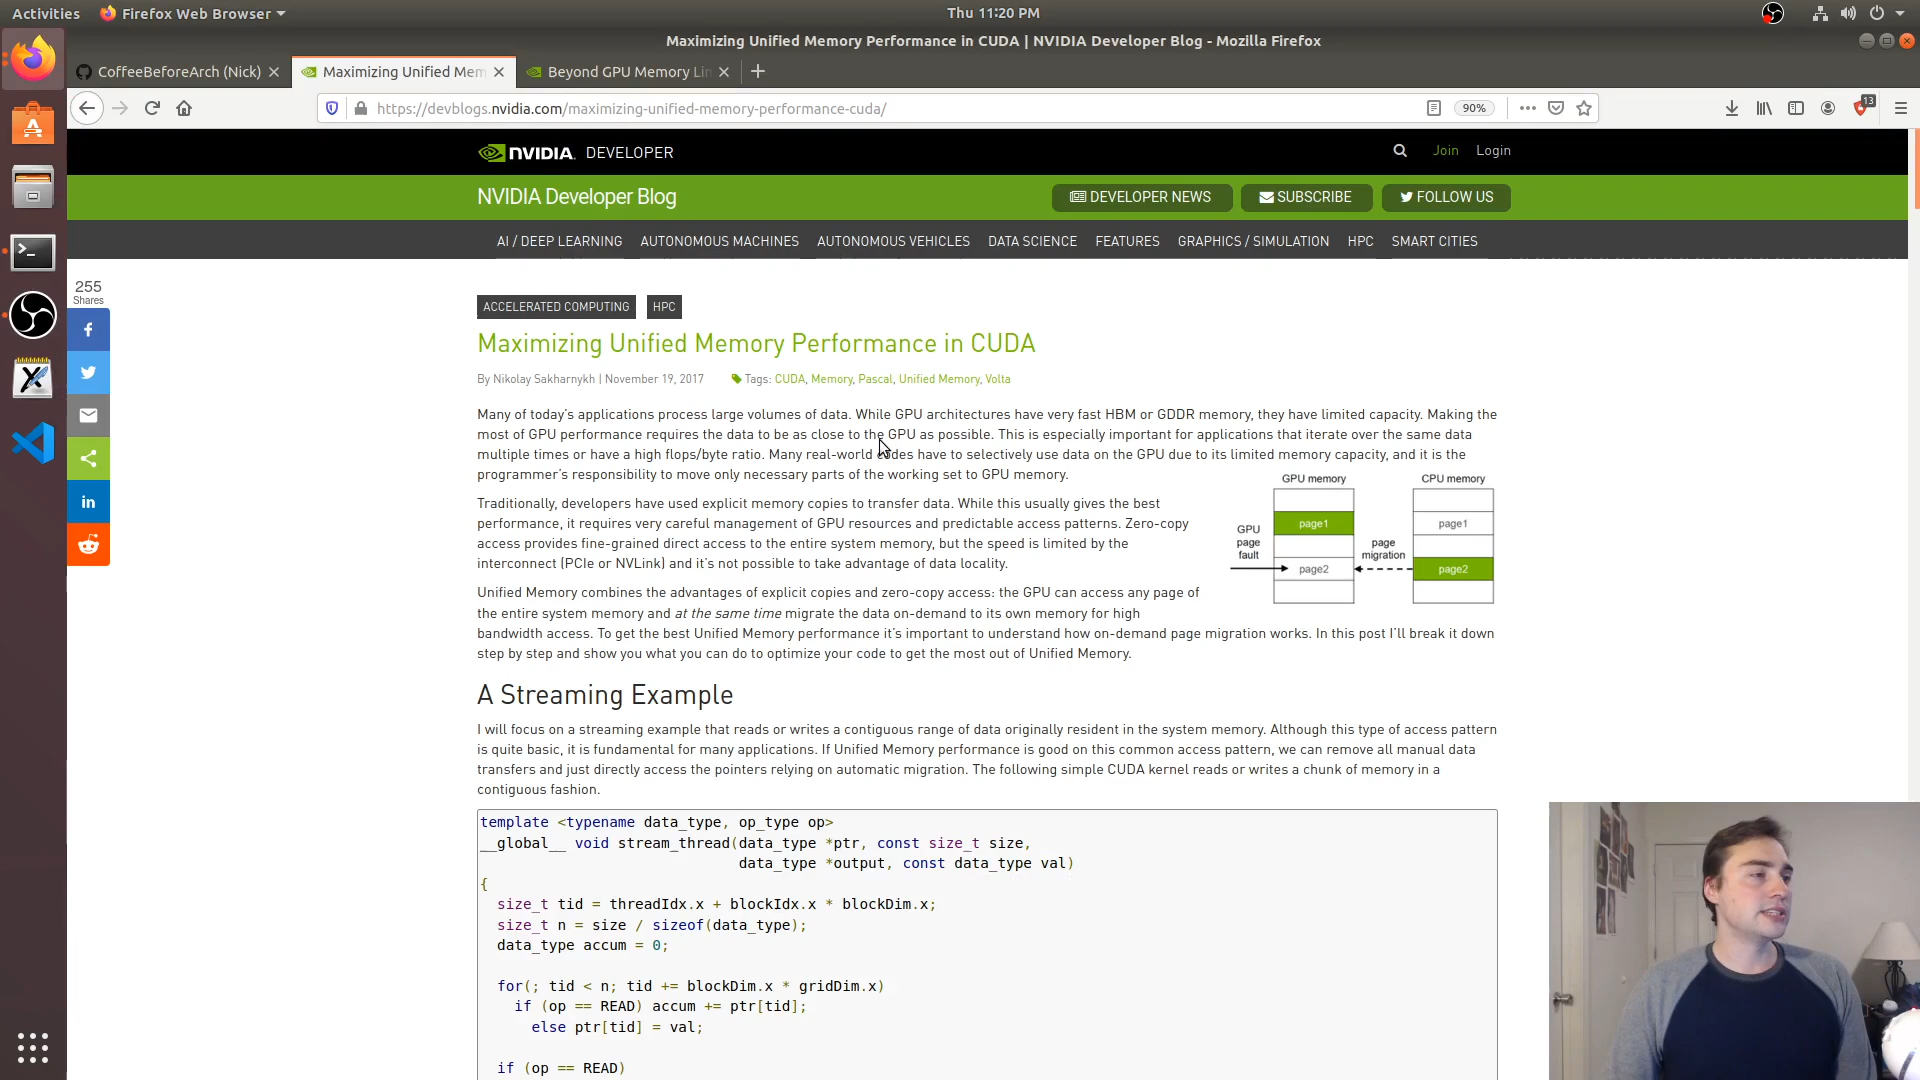 Activities
Firefox Web Browser
Thu 11:20 PM
Maximizing Unified Memory Performance in CUDA | NVIDIA Developer Blog - Mozilla Firefox
CoffeeBeforeArch (Nick)
Maximizing Unified Mem
Beyond GPU Memory Lin
https://devblogs.nvidia.com/maximizing-unified-memory-performance-cuda/
90%
13
NVIDIA. DEVELOPER
Join
Login
NVIDIA Developer Blog
DEVELOPER NEWS
SUBSCRIBE
FOLLOW US
AI / DEEP LEARNING
AUTONOMOUS MACHINES
AUTONOMOUS VEHICLES
DATA SCIENCE
FEATURES
GRAPHICS / SIMULATION
HPC
SMART CITIES
255
Shares
ACCELERATED COMPUTING
HPC
Maximizing Unified Memory Performance in CUDA
By Nikolay Sakharnykh | November 19, 2017
Tags: CUDA, Memory, Pascal, Unified Memory, Volta
Many of today's applications process large volumes of data. While GPU architectures have very fast HBM or GDDR memory, they have limited capacity. Making the
most of GPU performance requires the data to be as close to the GPU as possible. This is especially important for applications that iterate over the same data
multiple times or have a high flops/byte ratio. Many real-world codes have to selectively use data on the GPU due to its limited memory capacity, and it is the
programmer's responsibility to move only necessary parts of the working set to GPU memory.
Traditionally, developers have used explicit memory copies to transfer data. While this usually gives the best
performance, it requires very careful management of GPU resources and predictable access patterns. Zero-copy
access provides fine-grained direct access to the entire system memory, but the speed is limited by the
interconnect (PCIe or NVLink) and it's not possible to take advantage of data locality.
GPU memory
CPU memory
GPU
page
fault
page1
page2
page
migration
page1
page2
Unified Memory combines the advantages of explicit copies and zero-copy access: the GPU can access any page of
the entire system memory and at the same time migrate the data on-demand to its own memory for high
bandwidth access. To get the best Unified Memory performance it's important to understand how on-demand page migration works. In this post I'll break it down
step by step and show you what you can do to optimize your code to get the most out of Unified Memory.
A Streaming Example
I will focus on a streaming example that reads or writes a contiguous range of data originally resident in the system memory. Although this type of access pattern
is quite basic, it is fundamental for many applications. If Unified Memory performance is good on this common access pattern, we can remove all manual data
transfers and just directly access the pointers relying on automatic migration. The following simple CUDA kernel reads or writes a chunk of memory in a
contiguous fashion.
template <typename data_type, op_type op>
__global__ void stream_thread(data_type *ptr, const size_t size,
data_type *output, const data_type val)
{
size_t tid = threadIdx.x + blockIdx.x * blockDim.x;
size_t n = size / sizeof(data_type);
data_type accum = 0;
for(; tid < n; tid += blockDim.x * gridDim.x)
if (op == READ) accum += ptr[tid];
else ptr[tid] = val;
if (op == READ)